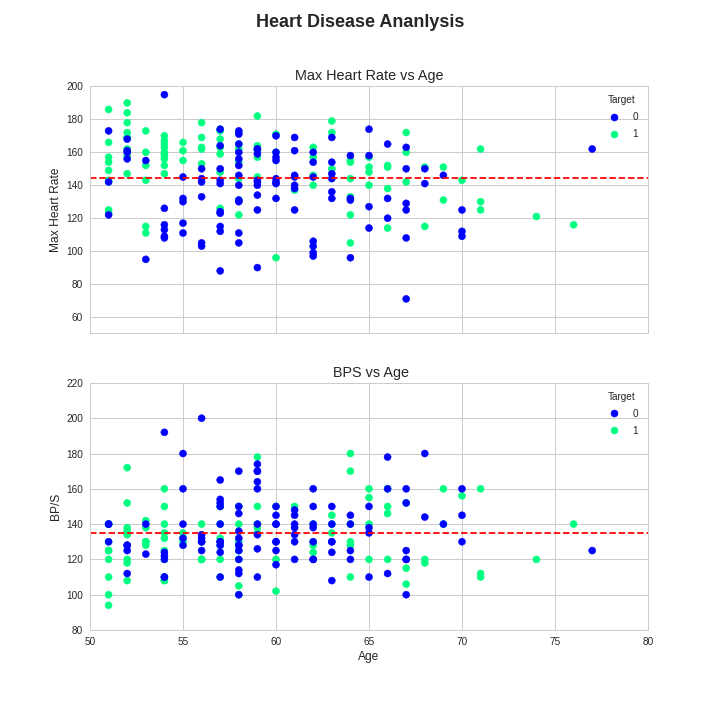 Heart Disease Ananlysis
Max Heart Rate vs Age
Max Heart Rate
200
180
160
140
120
100
80
60
Target
0
1
BPS vs Age
BP/S
220
200
180
160
140
120
100
80
Target
0
1
50 55 60 65 70 75 80
Age